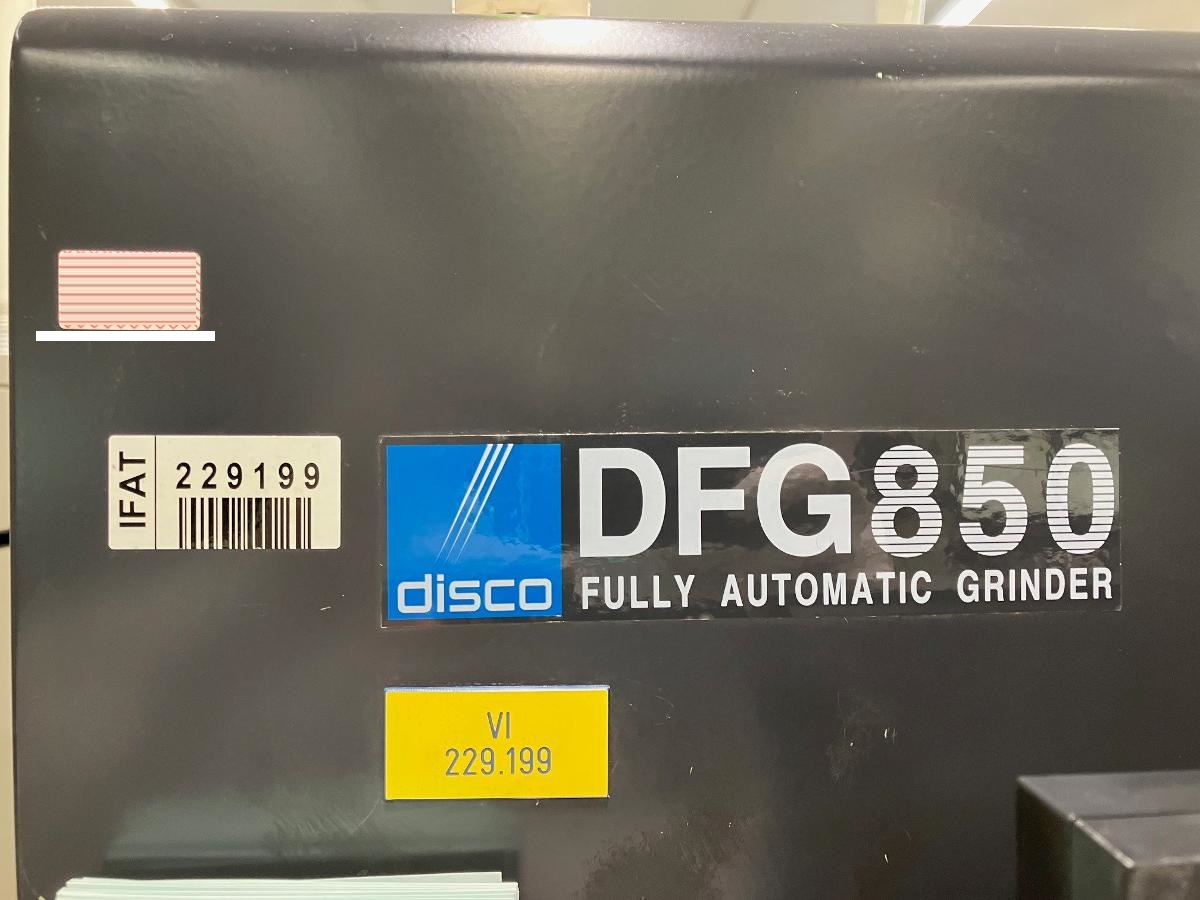 IFAT
229199
disco
DFG850
FULLY AUTOMATIC GRINDER
VI
229.199